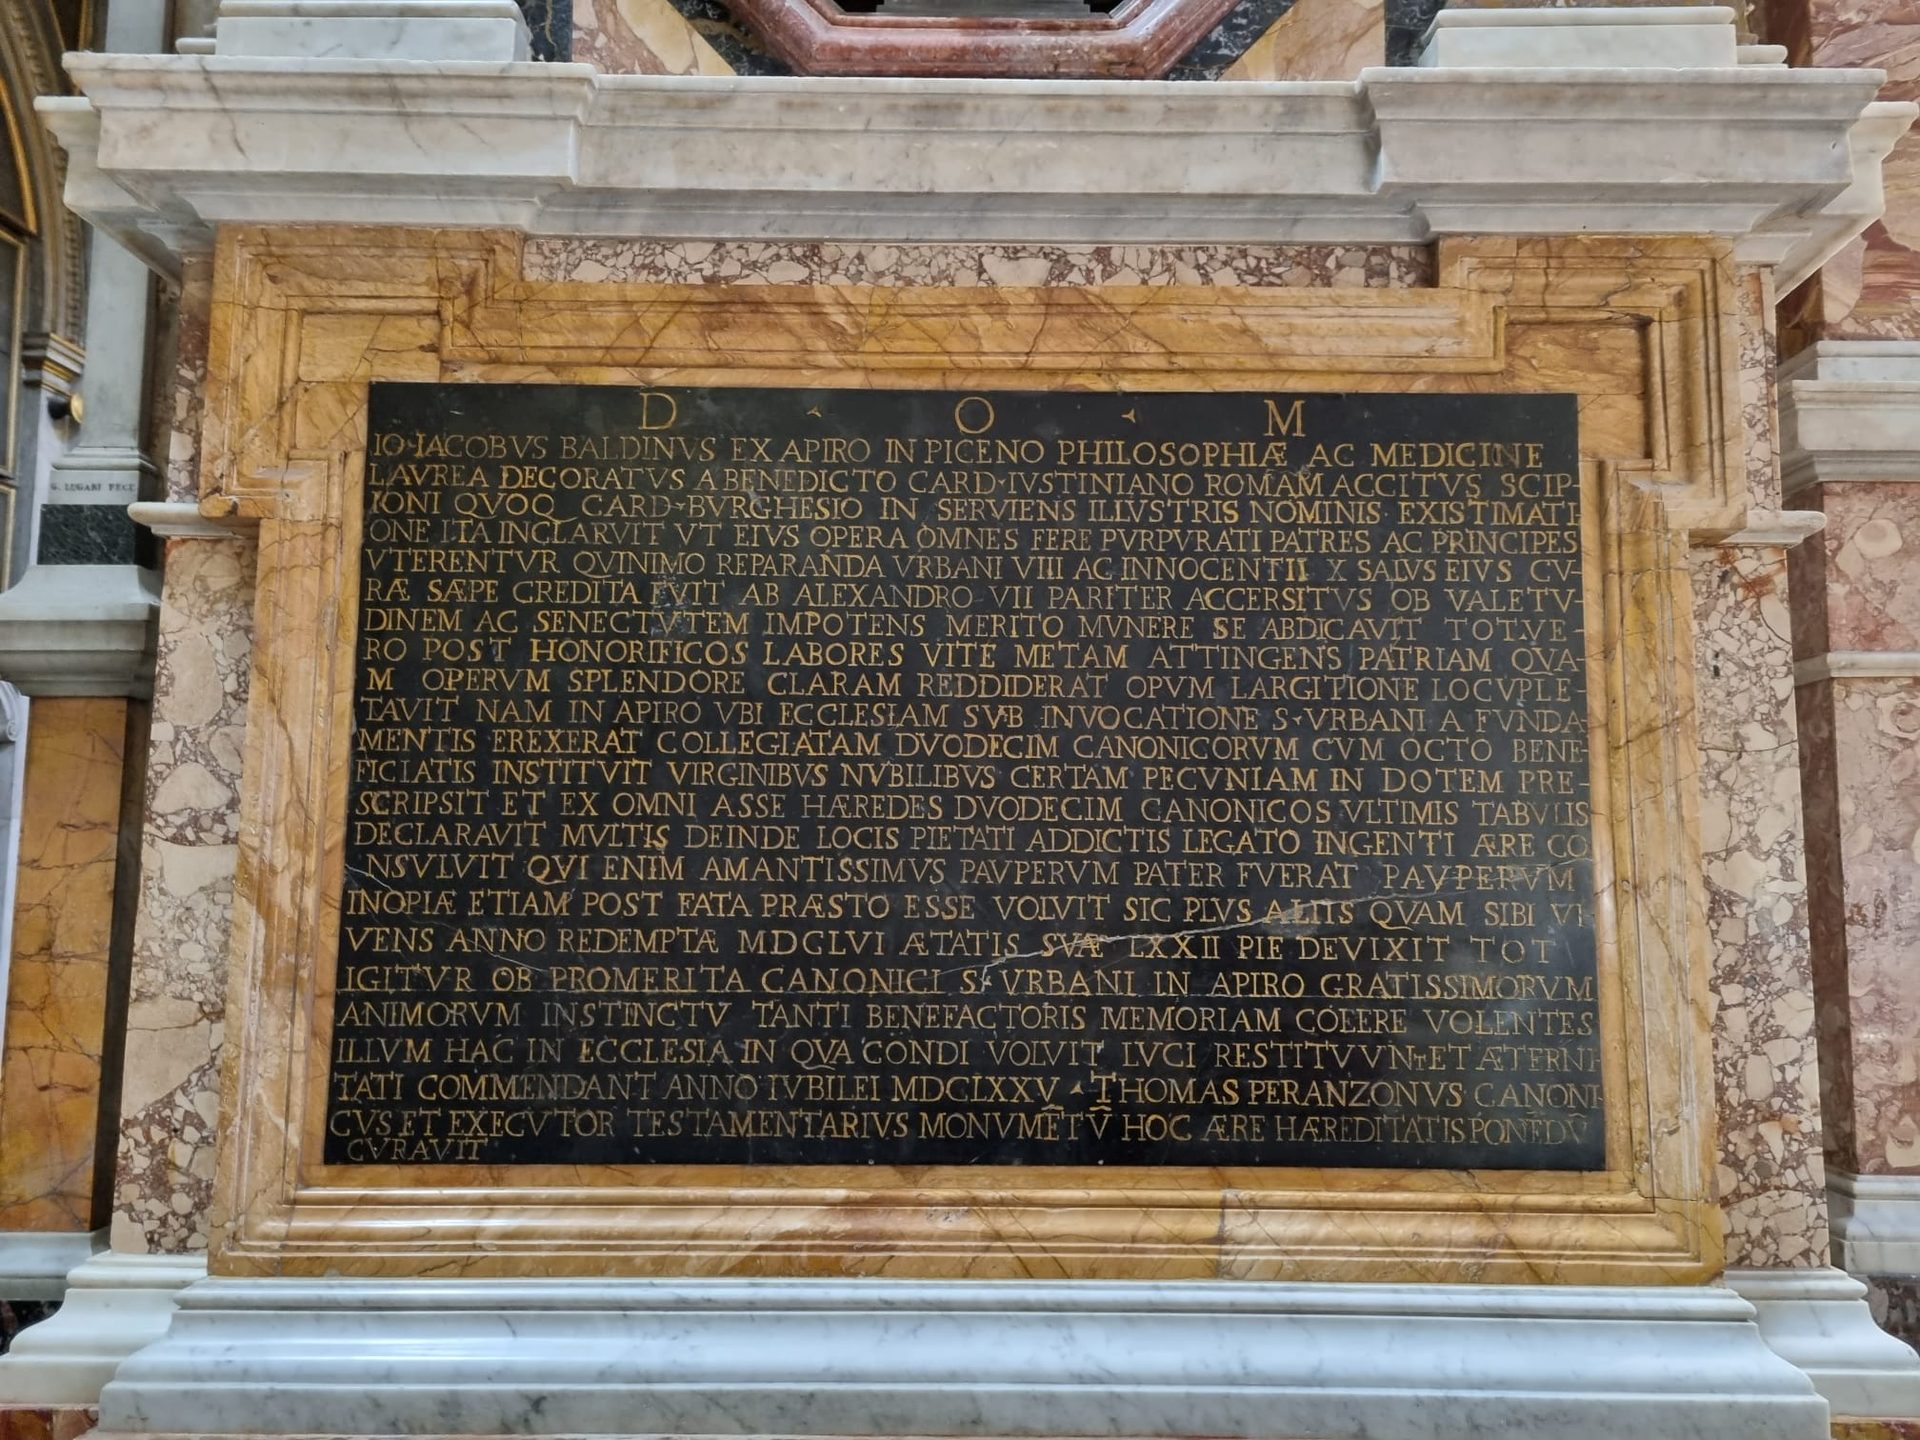 D O M
IO·IACOBVS BALDINVS EX APIRO IN PICENO PHILOSOPHIÆ AC MEDICINE
LAVREA DECORATVS A BENEDICTO CARD·IVSTINIANO ROMAM ACCITVS SCIP-
IONI QVOQ CARD·BVRGHESIO IN SERVIENS ILLVSTRIS NOMINIS EXISTIMATI
ONE ITA INCLARVIT VT EIVS OPERA OMNES FERE PVRPVRATI PATRES AC PRINCIPES
VTERENTVR QVINIMO REPARANDA VRBANI VIII AC INNOCENTII X SALVS EIVS CV-
RÆ SÆPE CREDITA FVIT AB ALEXANDRO VII PARITER ACCERSITVS OB VALETV-
DINEM AC SENECTVTEM IMPOTENS MERITO MVNERE SE ABDICAVIT TOT·VE-
RO POST HONORIFICOS LABORES VITE METAM ATTINGENS PATRIAM QVA-
M OPERVM SPLENDORE CLARAM REDDIDERAT OPVM LARGITIONE LOCVPLE-
TAVIT NAM IN APIRO VBI ECCLESIAM SVB INVOCATIONE S·VRBANI A FVNDA-
MENTIS EREXERAT COLLEGIATAM DVODECIM CANONICORVM CVM OCTO BENE-
FICIATIS INSTITVIT VIRGINIBVS NVBILIBVS CERTAM PECVNIAM IN DOTEM PRE-
SCRIPSIT ET EX OMNI ASSE HÆREDES DVODECIM CANONICOS VLTIMIS TABVLIS
DECLARAVIT MVITIS DEINDE LOCIS PIETATI ADDICTIS LEGATO INGENTI ÆRE CO
NSVLVIT QVI ENIM AMANTISSIMVS PAVPERVM PATER FVERAT PAVPERVM
INOPIÆ ETIAM POST FATA PRÆSTO ESSE VOLVIT SIC PLVS ALIIS QVAM SIBI VI
VENS ANNO REDEMPTÆ MDCLVI ÆTATIS SVÆ LXXII PIE DEVIXIT TOT
IGITVR OB PROMERITA CANONICI S·VRBANI IN APIRO GRATISSIMORVM
ANIMORVM INSTINCTV TANTI BENEFACTORIS MEMORIAM COLERE VOLENTES
ILLVM HAC IN ECCLESIA IN QVA CONDI VOLVIT LVCI RESTITVVNT ET ÆTERNI-
TATI COMMENDANT ANNO IVBILEI MDCLXXV · THOMAS PERANZONVS CANONI-
CVS ET EXECVTOR TESTAMENTARIVS MONVMĒTV̄ HOC ÆRE HÆREDITATIS PONĒDV̄
CVRAVIT
G. LUGARI FECE